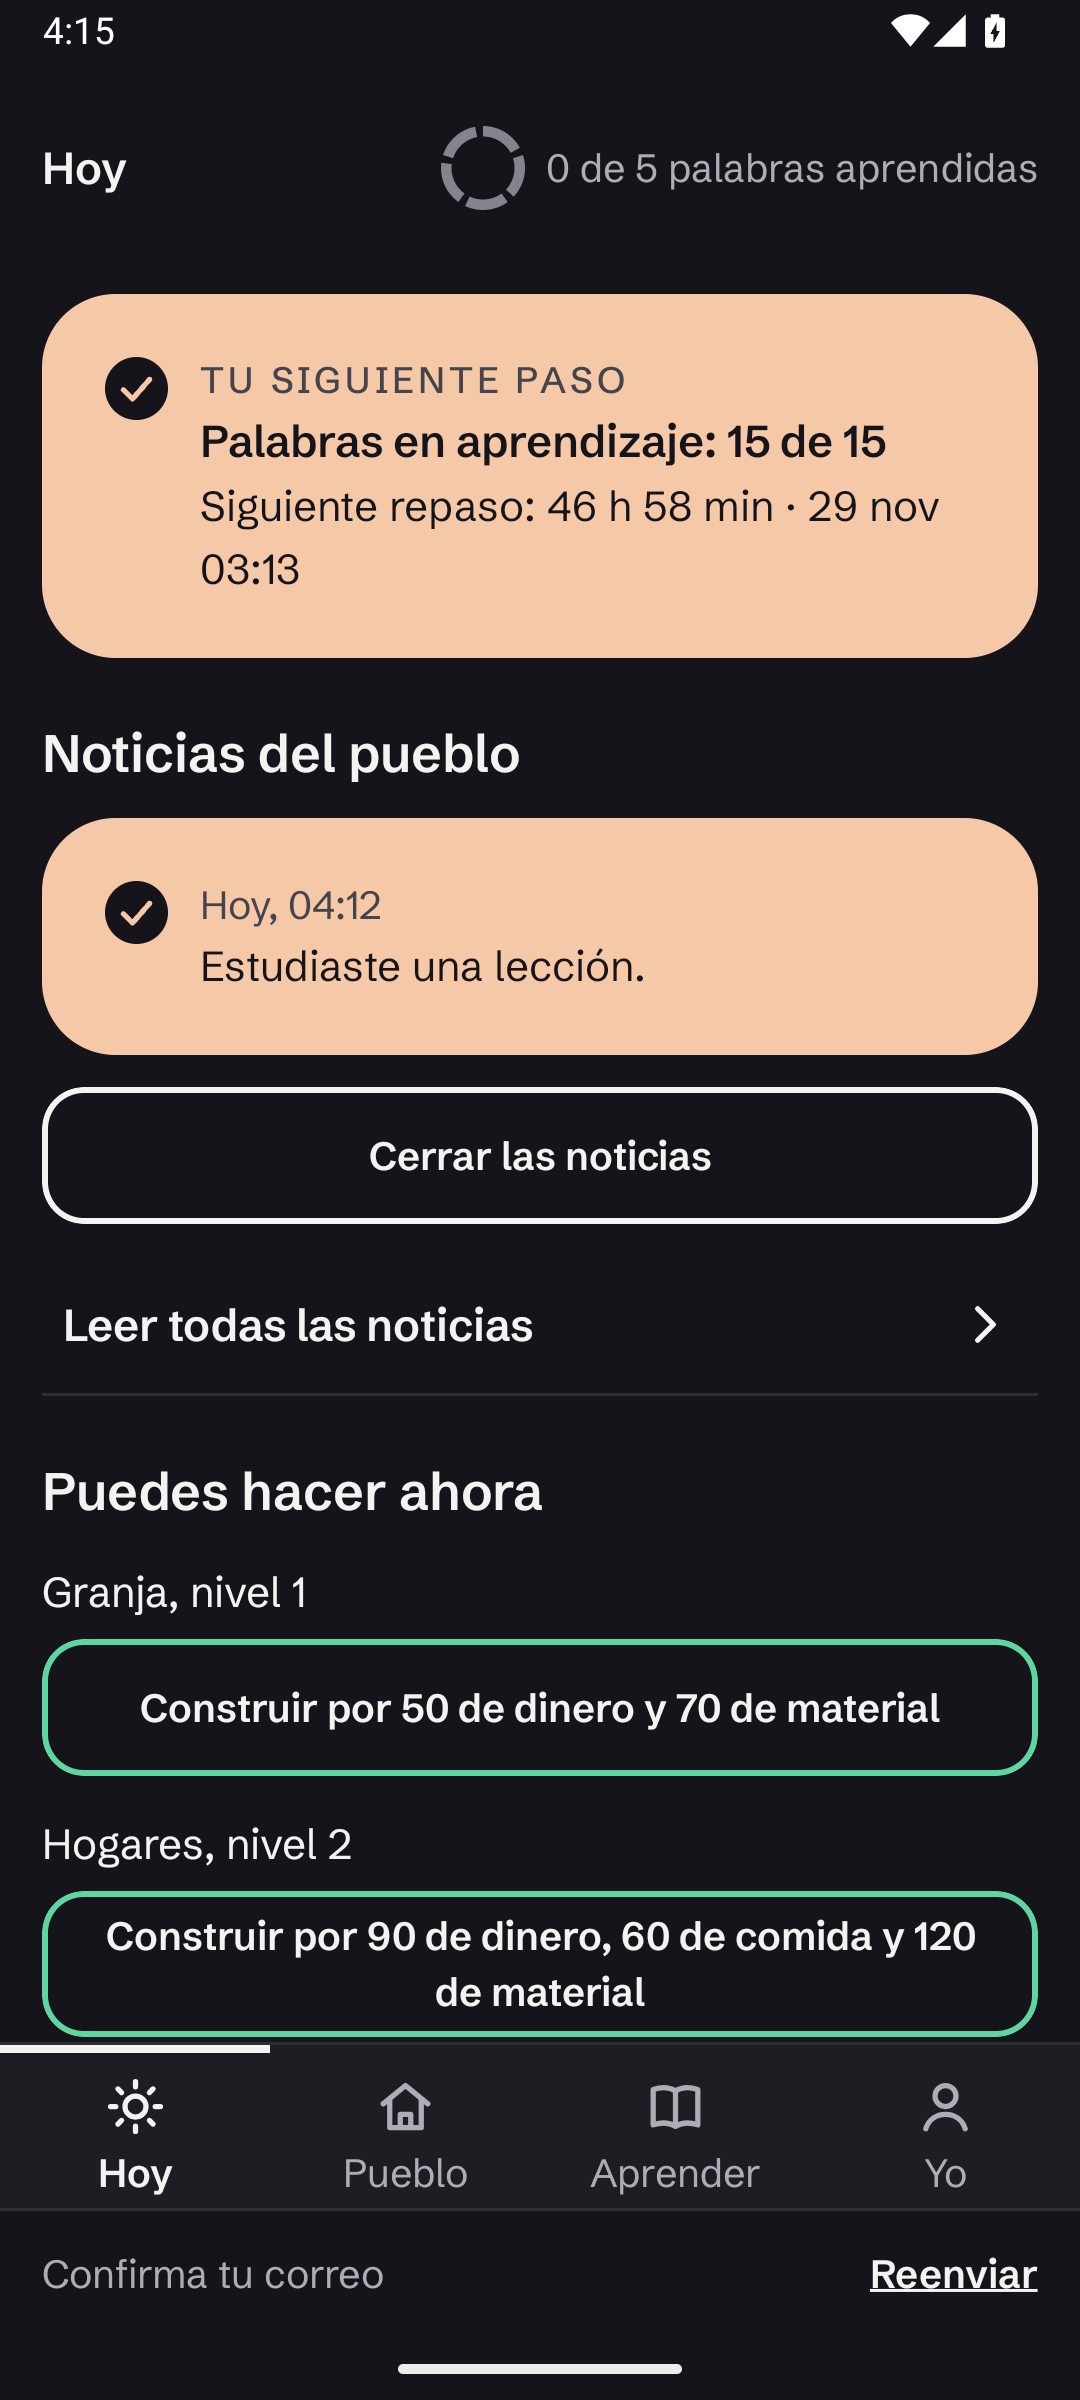 4:15
Hoy
0 de 5 palabras aprendidas
TU SIGUIENTE PASO
Palabras en aprendizaje: 15 de 15
Siguiente repaso: 46 h 58 min · 29 nov
03:13
Noticias del pueblo
Hoy, 04:12
Estudiaste una lección.
Cerrar las noticias
Leer todas las noticias
Puedes hacer ahora
Granja, nivel 1
Construir por 50 de dinero y 70 de material
Hogares, nivel 2
Construir por 90 de dinero, 60 de comida y 120
de material
Hoy
Pueblo
Aprender
Yo
Confirma tu correo
Reenviar